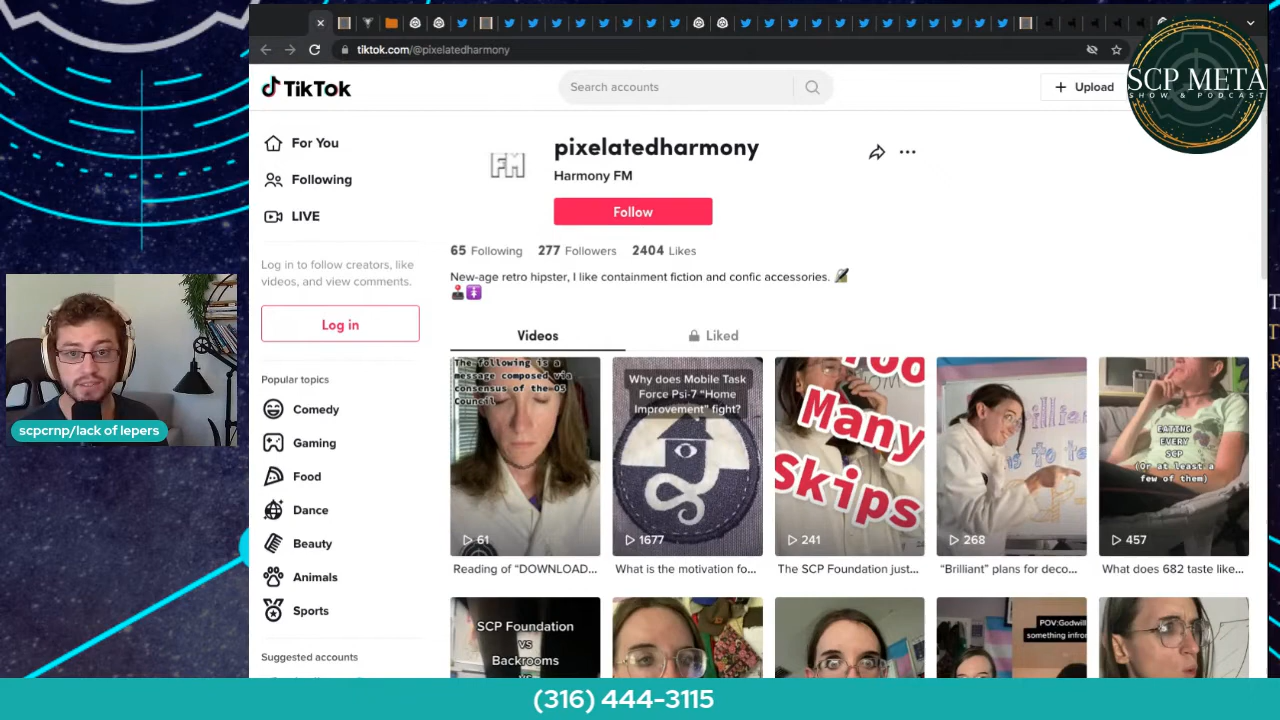 tiktok.com/@pixelatedharmony
SCP META
SHOW & PODCAST
TikTok
Search accounts
Upload
For You
Following
LIVE
Log in to follow creators, like
videos, and view comments.
Log in
Popular topics
Comedy
Gaming
Food
Dance
Beauty
Animals
Sports
Suggested accounts
FM
pixelatedharmony
Harmony FM
Follow
65 Following 277 Followers 2404 Likes
New-age retro hipster, I like containment fiction and confic accessories.
Videos
Liked
The following is a
message composed via
consensus of the O5
Council
61
Reading of “DOWNLOAD...
Why does Mobile Task
Force Psi-7 “Home
Improvement” fight?
1677
What is the motivation fo...
Too
Many
Skips
241
The SCP Foundation just...
268
“Brilliant” plans for deco...
EATING
EVERY
SCP
(Or at least a
few of them)
457
What does 682 taste like...
SCP Foundation
vs
Backrooms
POV:Godwill
scpcrnp/lack of lepers
(316) 444-3115